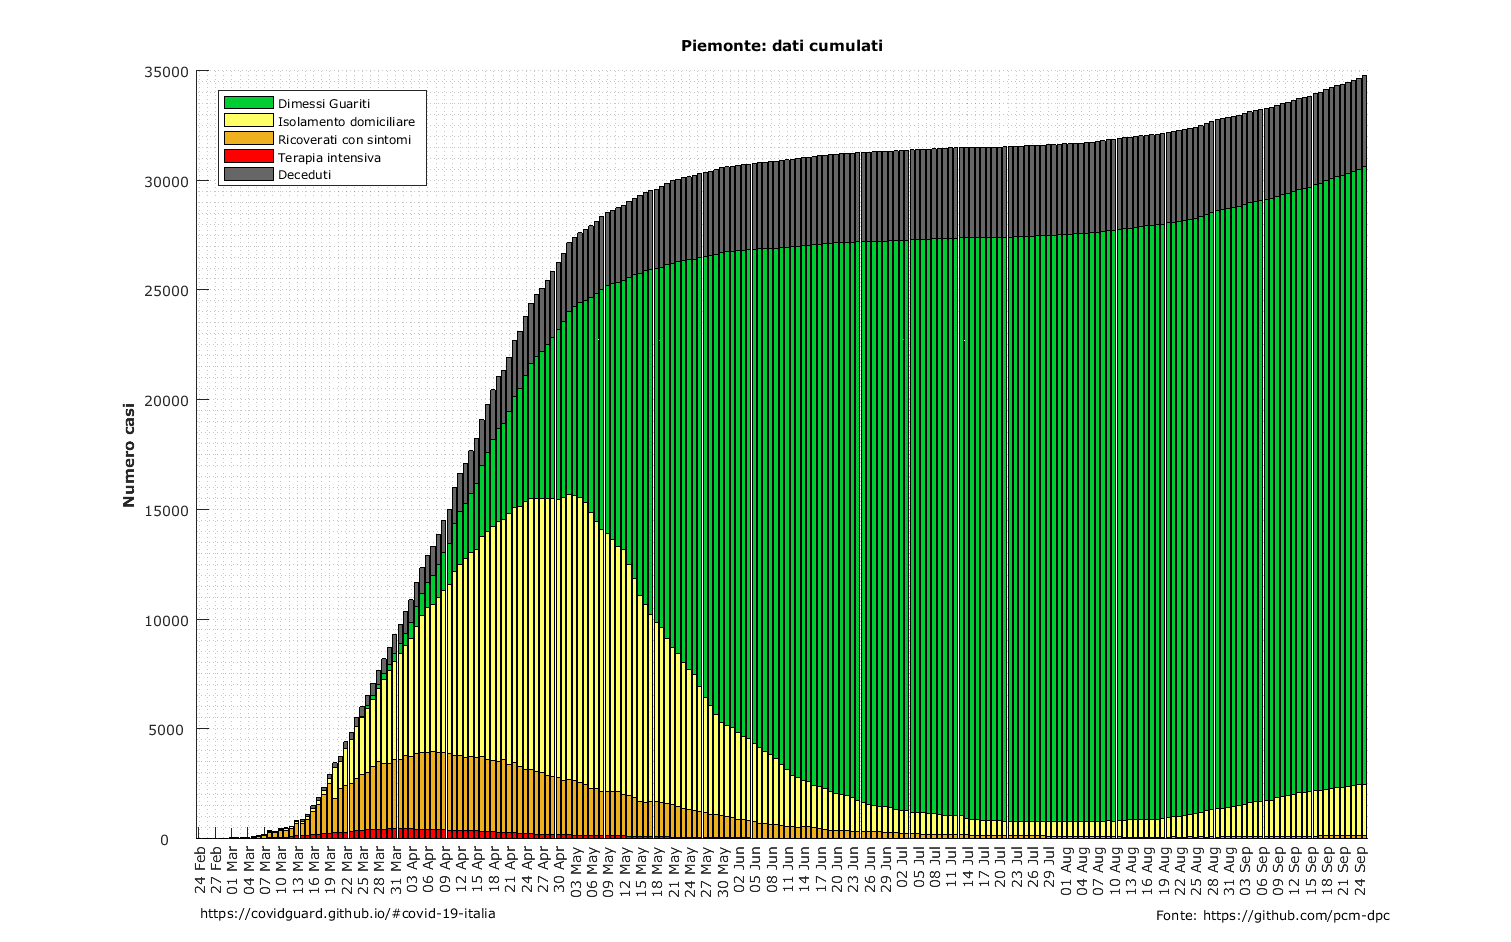 Piemonte: dati cumulati
Numero casi
35000
30000
25000
20000
15000
10000
5000
0
Dimessi Guariti
Isolamento domiciliare
Ricoverati con sintomi
Terapia intensiva
Deceduti
24 Feb
27 Feb
01 Mar
04 Mar
07 Mar
10 Mar
13 Mar
16 Mar
19 Mar
22 Mar
25 Mar
28 Mar
31 Mar
03 Apr
06 Apr
09 Apr
12 Apr
15 Apr
18 Apr
21 Apr
24 Apr
27 Apr
30 Apr
03 May
06 May
09 May
12 May
15 May
18 May
21 May
24 May
27 May
30 May
02 Jun
05 Jun
08 Jun
11 Jun
14 Jun
17 Jun
20 Jun
23 Jun
26 Jun
29 Jun
02 Jul
05 Jul
08 Jul
11 Jul
14 Jul
17 Jul
20 Jul
23 Jul
26 Jul
29 Jul
01 Aug
04 Aug
07 Aug
10 Aug
13 Aug
16 Aug
19 Aug
22 Aug
25 Aug
28 Aug
31 Aug
03 Sep
06 Sep
09 Sep
12 Sep
15 Sep
18 Sep
21 Sep
24 Sep
https://covidguard.github.io/#covid-19-italia
Fonte: https://github.com/pcm-dpc